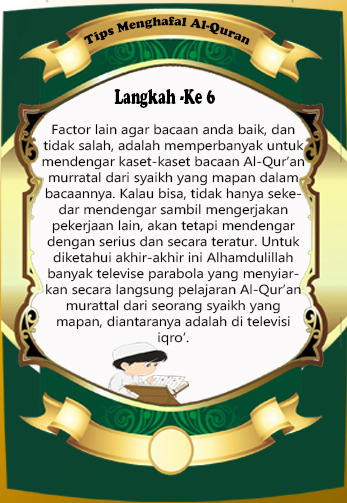 Tips Menghafal Al-Quran
Langkah -Ke 6
Factor lain agar bacaan anda baik, dan
tidak salah, adalah memperbanyak untuk
mendengar kaset-kaset bacaan Al-Qur’an
murratal dari syaikh yang mapan dalam
bacaannya. Kalau bisa, tidak hanya seke-
dar mendengar sambil mengerjakan
pekerjaan lain, akan tetapi mendengar
dengan serius dan secara teratur. Untuk
diketahui akhir-akhir ini Alhamdulillah
banyak televise parabola yang menyiar-
kan secara langsung pelajaran Al-Qur’an
murattal dari seorang syaikh yang
mapan, diantaranya adalah di televisi
iqro’.